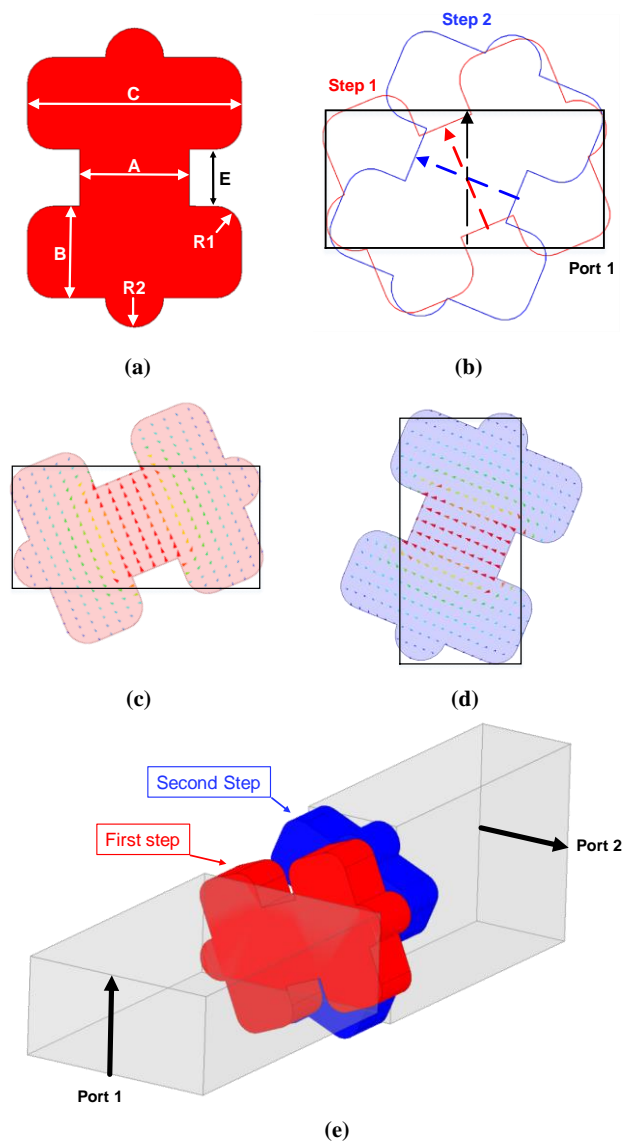 C
A
E
B
R1
R2
(a)
Step 2
Step 1
Port 1
(b)
(c)
(d)
Second Step
First step
Port 2
Port 1
(e)